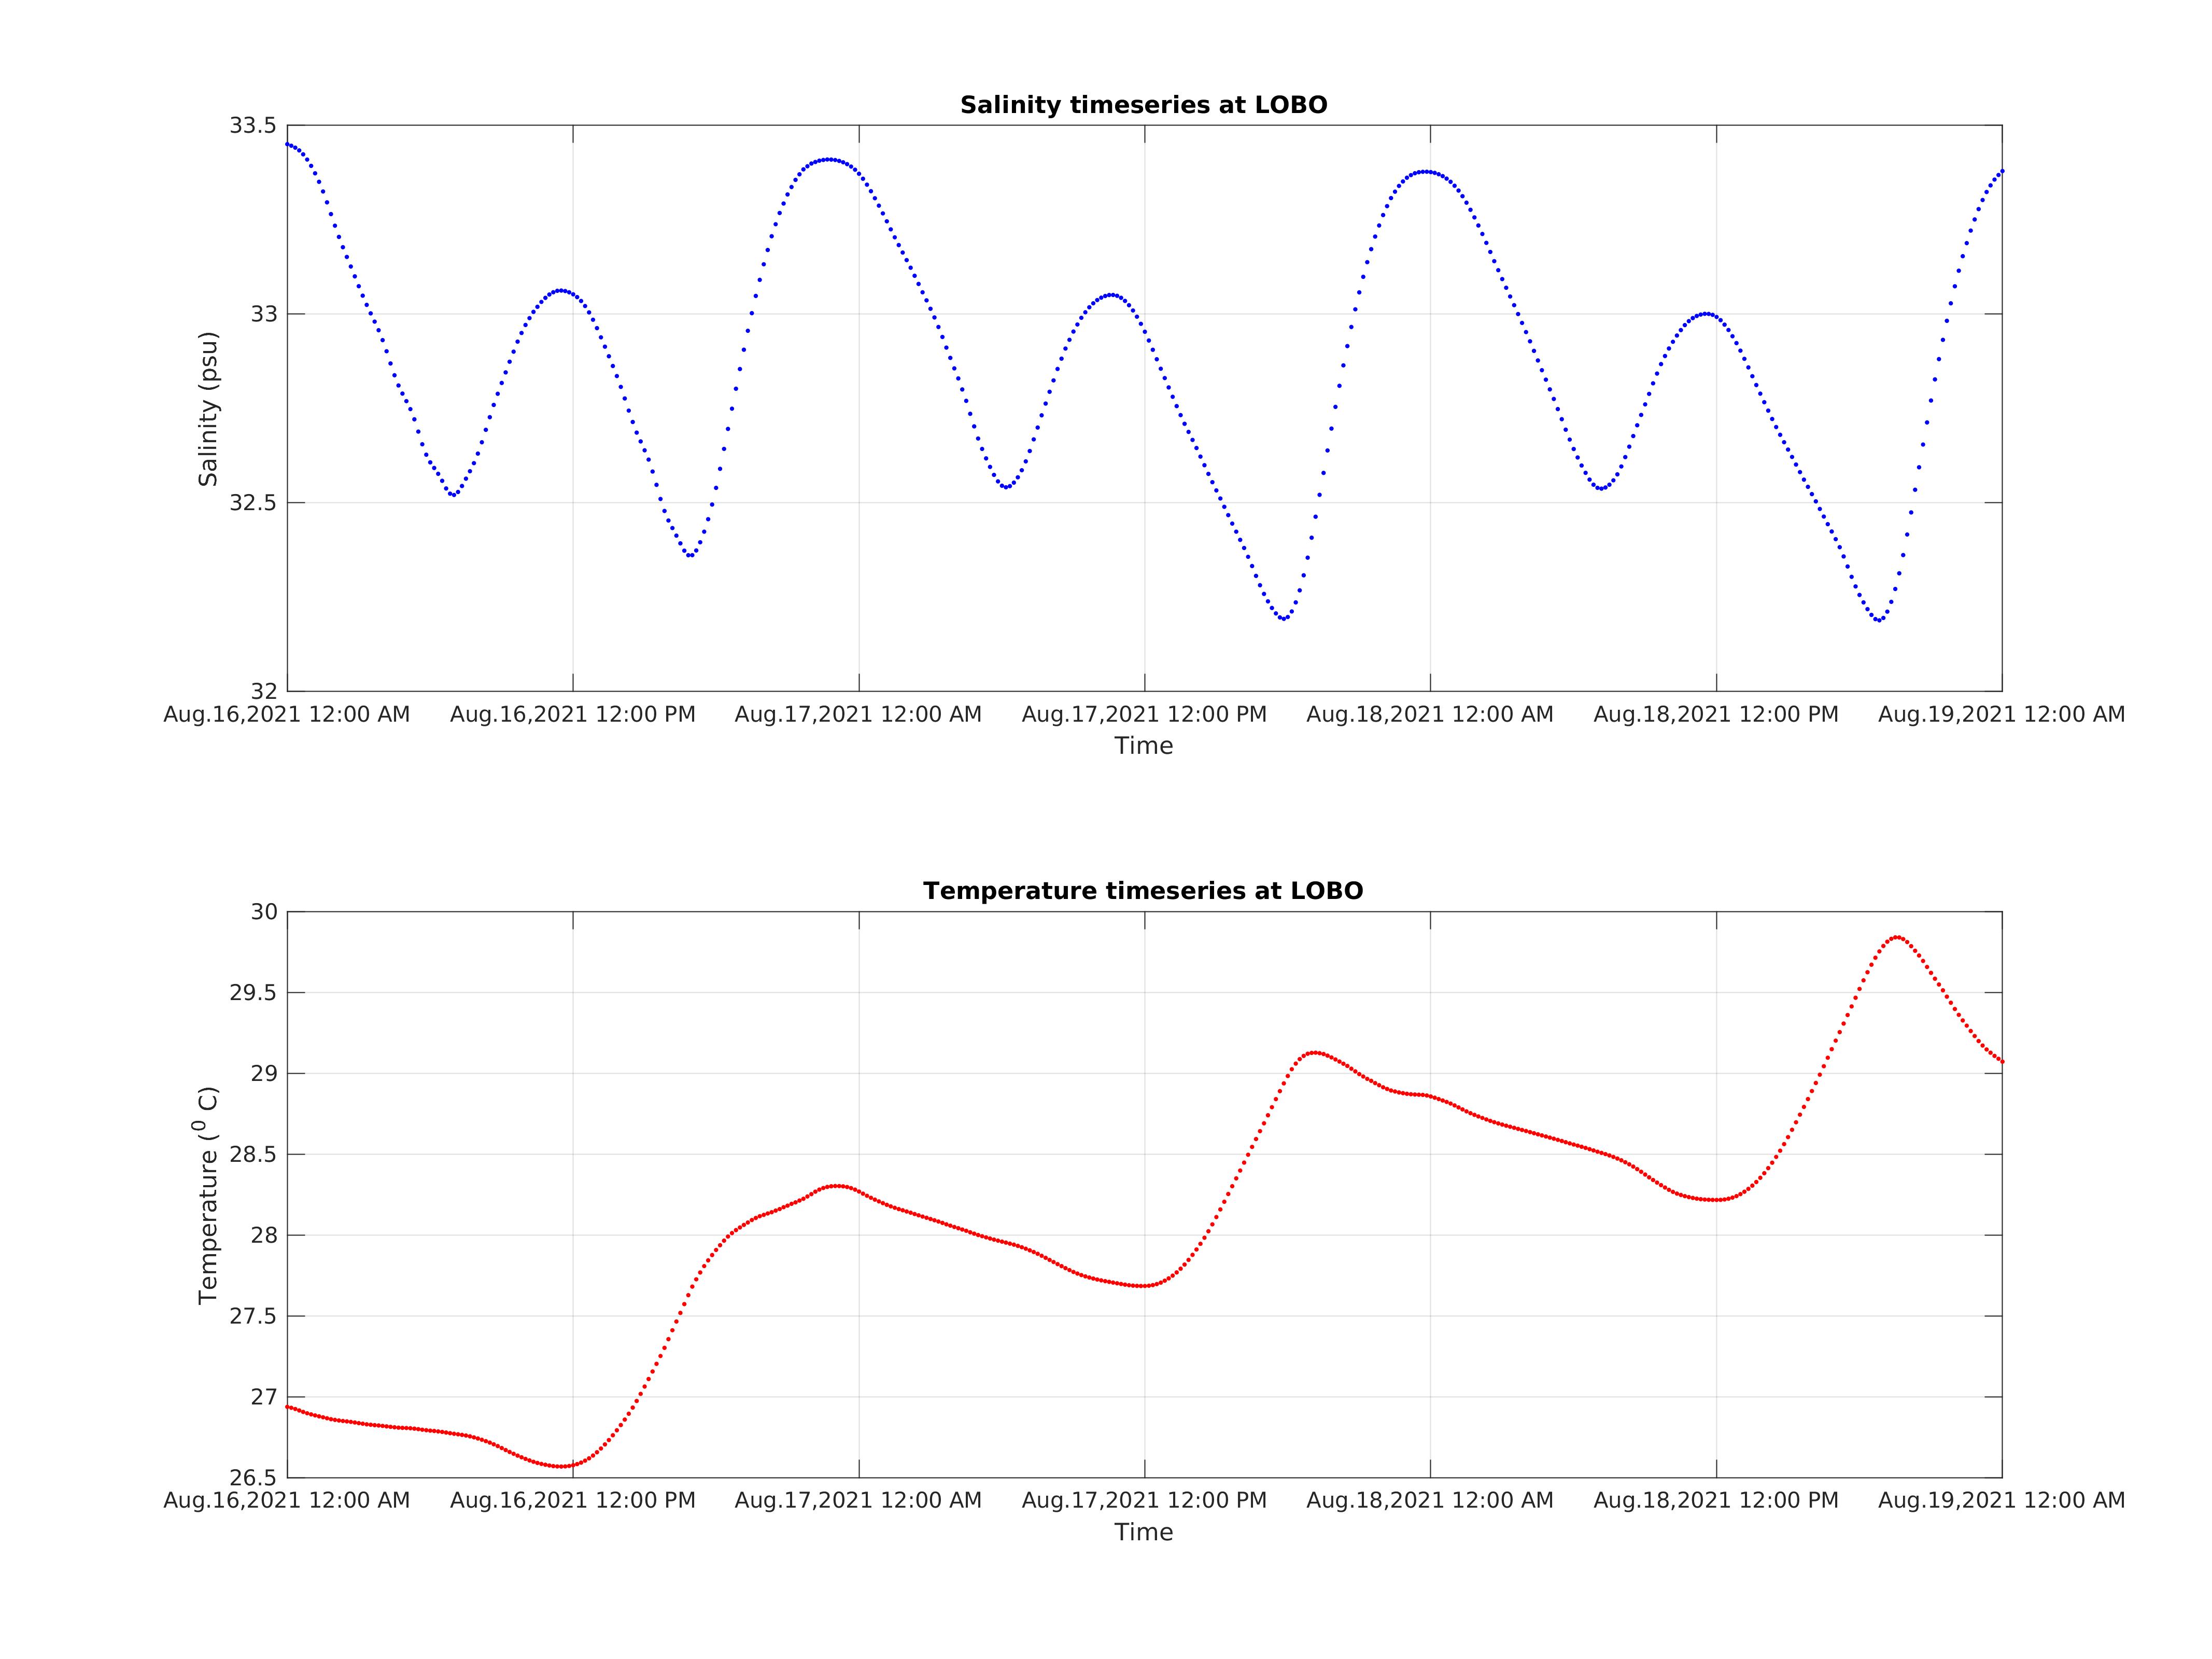 Salinity timeseries at LOBO
33.5
33
32.5
32
Salinity (psu)
Aug.16,2021 12:00 AM Aug.16,2021 12:00 PM Aug.17,2021 12:00 AM Aug.17,2021 12:00 PM Aug.18,2021 12:00 AM Aug.18,2021 12:00 PM Aug.19,2021 12:00 AM
Time
Temperature timeseries at LOBO
30
29.5
29
28.5
28
27.5
27
26.5
Temperature (⁰ C)
Aug.16,2021 12:00 AM Aug.16,2021 12:00 PM Aug.17,2021 12:00 AM Aug.17,2021 12:00 PM Aug.18,2021 12:00 AM Aug.18,2021 12:00 PM Aug.19,2021 12:00 AM
Time